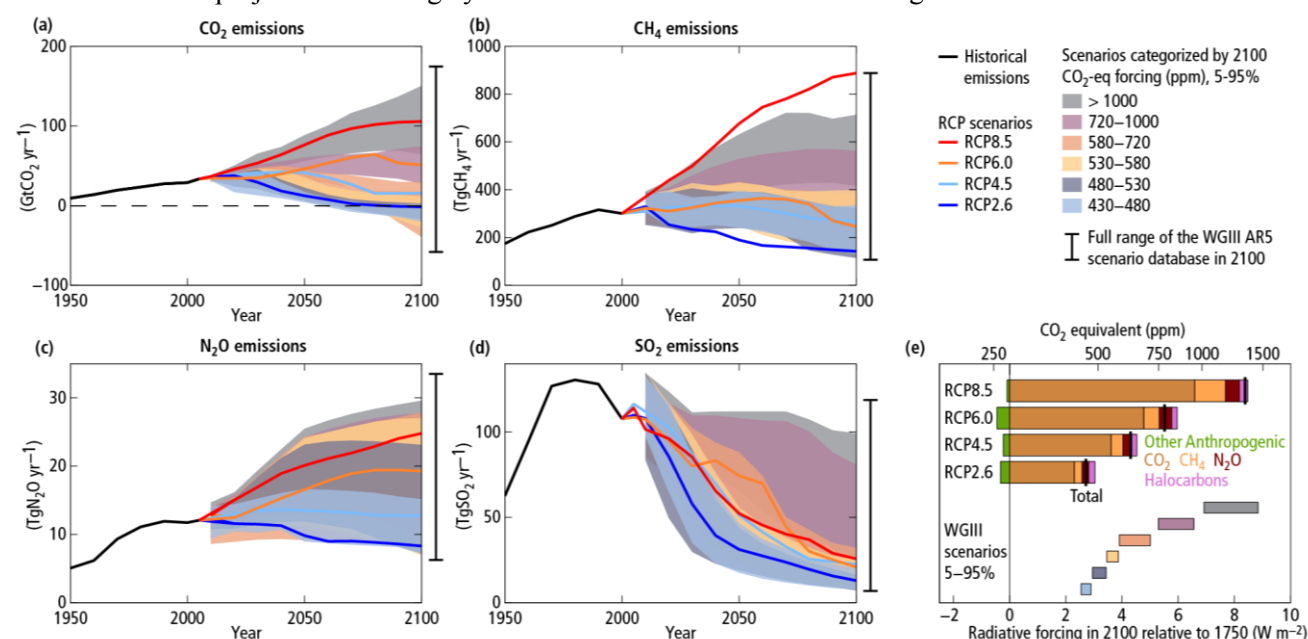 (a) CO₂ emissions
200
100
0
−100
1950 2000 2050 2100
Year
(GtCO₂ yr−1)
(b) CH₄ emissions
1000
800
600
400
200
0
1950 2000 2050 2100
Year
(TgCH₄ yr−1)
Historical
emissions
RCP scenarios
RCP8.5
RCP6.0
RCP4.5
RCP2.6
Scenarios categorized by 2100
CO₂-eq forcing (ppm), 5-95%
> 1000
720–1000
580–720
530–580
480–530
430–480
Full range of the WGIII AR5
scenario database in 2100
(c) N₂O emissions
30
20
10
0
1950 2000 2050 2100
Year
(TgN₂O yr−1)
(d) SO₂ emissions
100
50
0
1950 2000 2050 2100
Year
(TgSO₂ yr−1)
(e) CO₂ equivalent (ppm)
250 500 750 1000 1500
RCP8.5
RCP6.0
RCP4.5
RCP2.6
Other Anthropogenic
CO₂ CH₄ N₂O
Halocarbons
Total
WGIII
scenarios
5–95%
−2 0 2 4 6 8 10
Radiative forcing in 2100 relative to 1750 (W m−2)